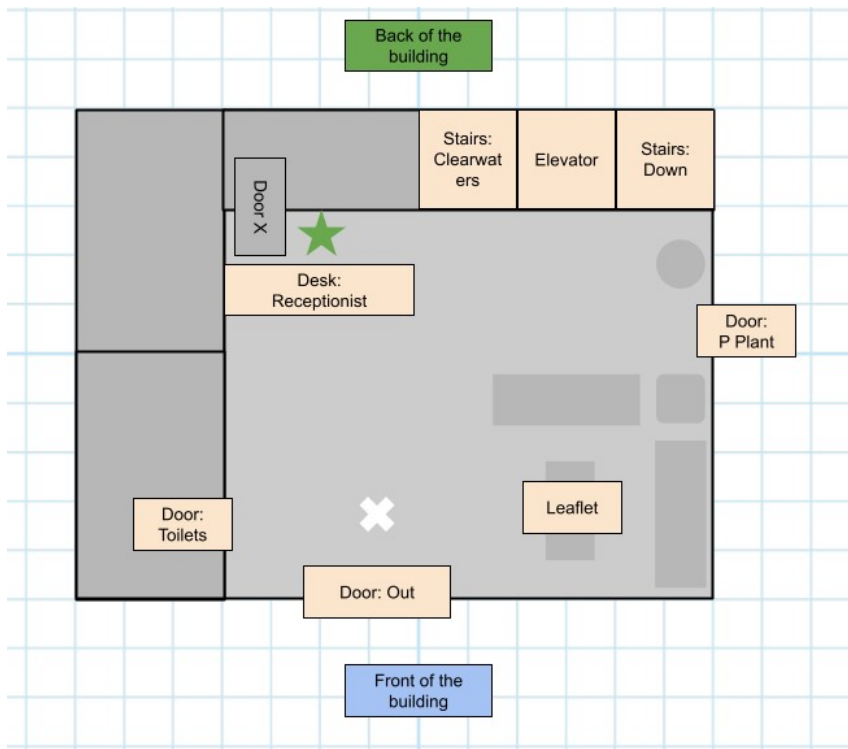 Back of the
building
Stairs:
Clearwat
ers
Elevator
Stairs:
Down
Door X
Desk:
Receptionist
Door:
P Plant
Leaflet
Door:
Toilets
Door: Out
Front of the
building